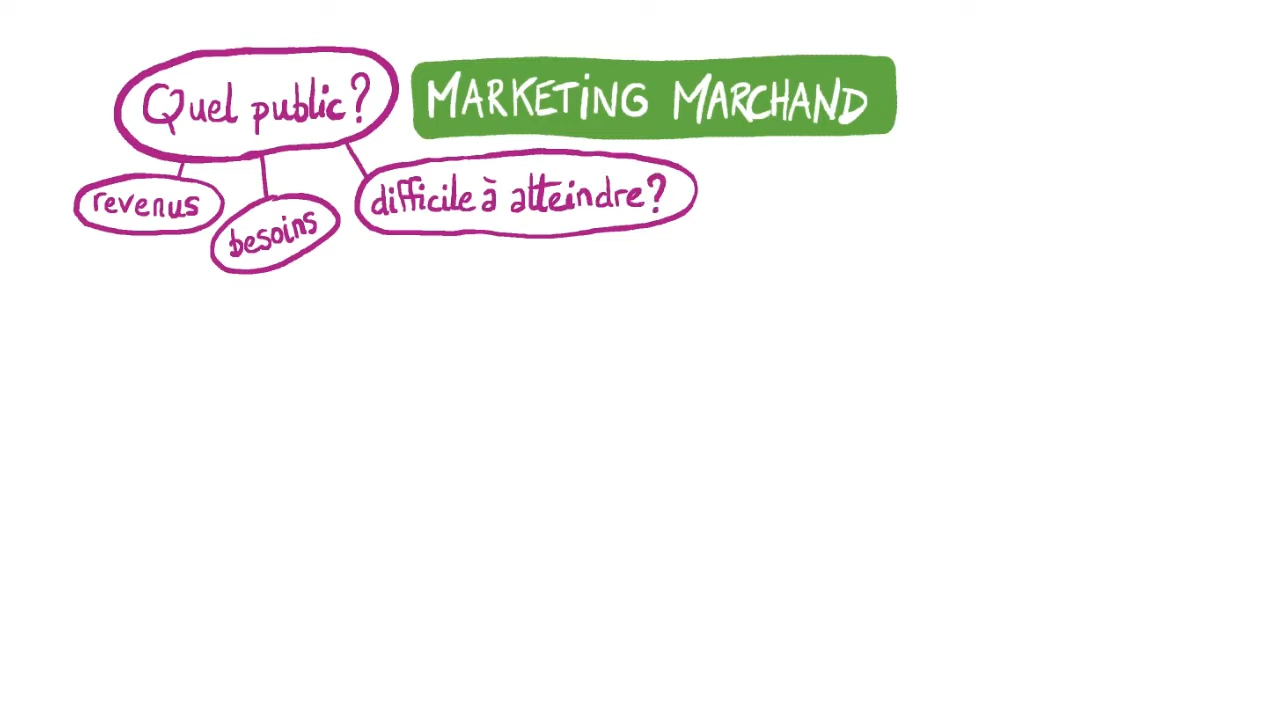 Quel public?
MARKETING MARCHAND
revenus
besoins
difficile à atteindre?